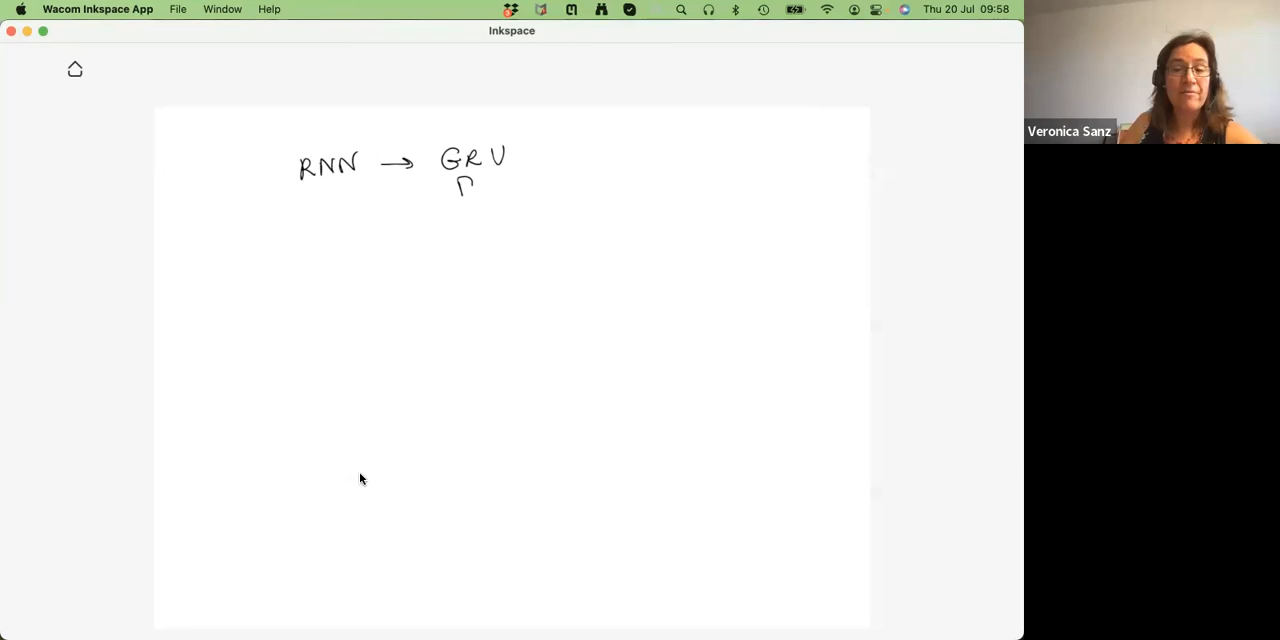 Wacom Inkspace App File Window Help Thu 20 Jul 09:58
Inkspace
Veronica Sanz
RNN → GRU
Γ